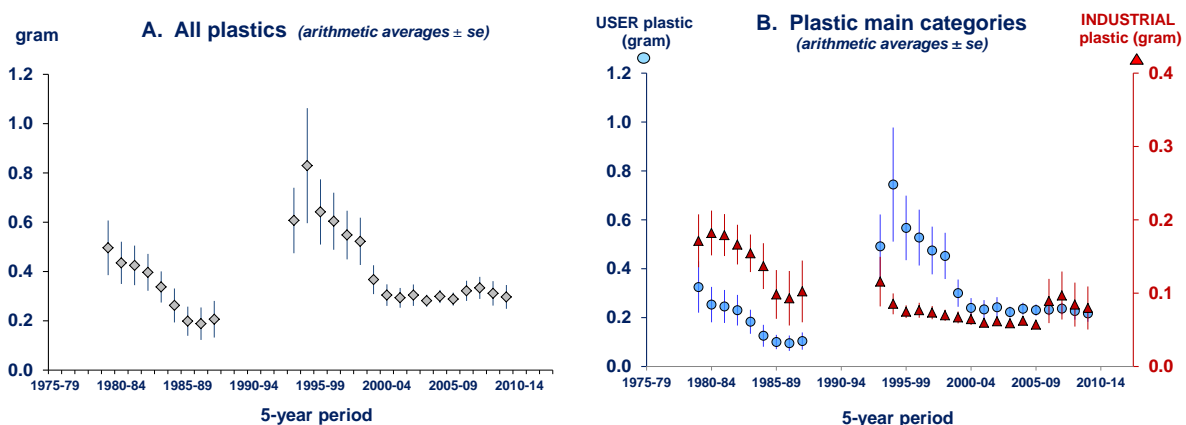 A. All plastics (arithmetic averages ± se)
gram
1.2
1.0
0.8
0.6
0.4
0.2
0.0
1975-79 1980-84 1985-89 1990-94 1995-99 2000-04 2005-09 2010-14
5-year period
USER plastic
(gram)
B. Plastic main categories
(arithmetic averages ± se)
INDUSTRIAL
plastic (gram)
1.2
1.0
0.8
0.6
0.4
0.2
0.0
0.4
0.3
0.2
0.1
0.0
1975-79 1980-84 1985-89 1990-94 1995-99 2000-04 2005-09 2010-14
5-year period